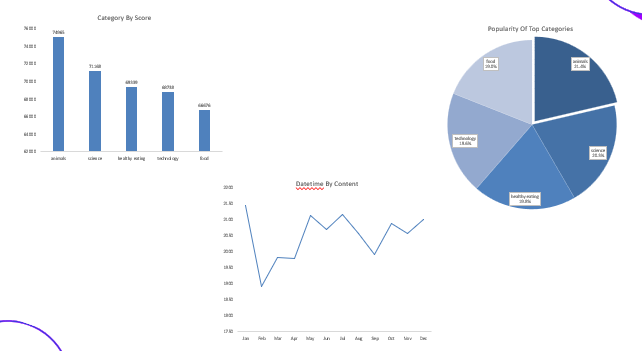 Category By Score
76000
74000
72000
70000
68000
66000
64000
62000
74965
71168
69339
68738
66676
animals
science
healthy eating
technology
food
Popularity Of Top Categories
food
19.0%
animals
21.4%
technology
19.6%
science
20.3%
healthy eating
19.8%
Datetime By Content
2200
2150
2100
2050
2000
1950
1900
1850
1800
1750
Jan Feb Mar Apr May Jun Jul Aug Sep Oct Nov Dec